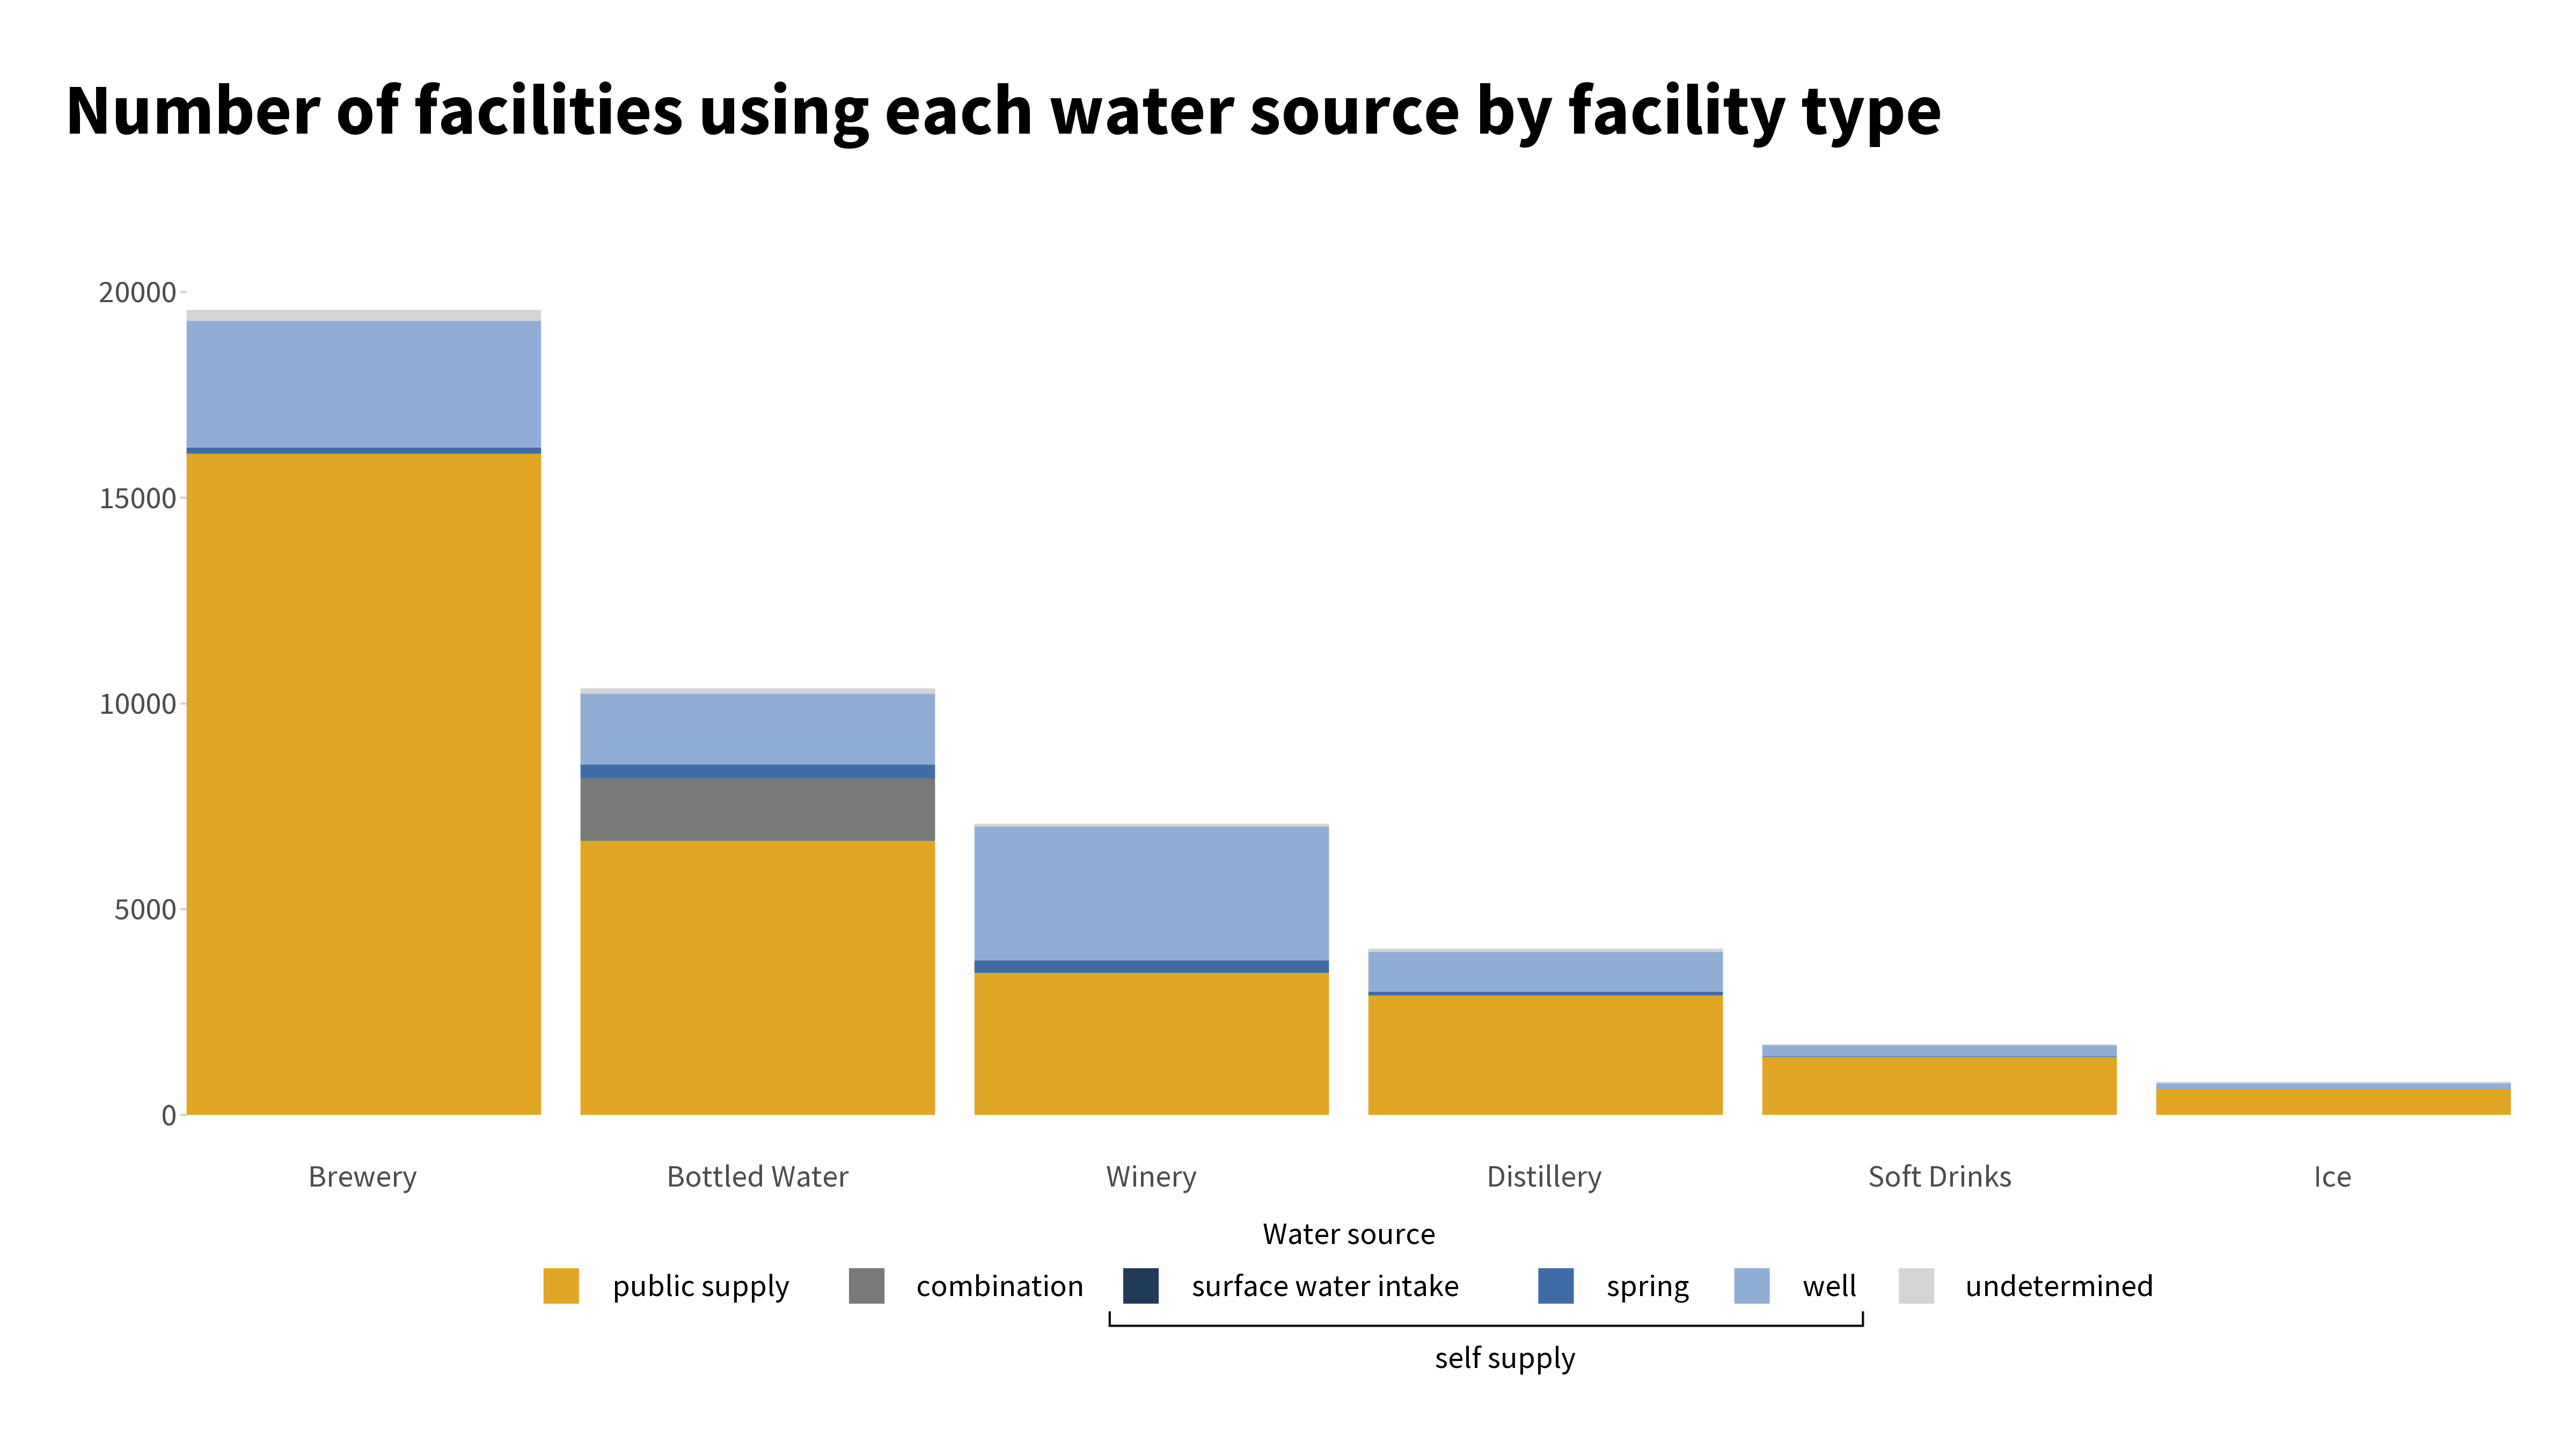 Number of facilities using each water source by facility type
20000
15000
10000
5000
0
Brewery Bottled Water Winery Distillery Soft Drinks Ice
Water source
public supply combination surface water intake spring well undetermined
self supply